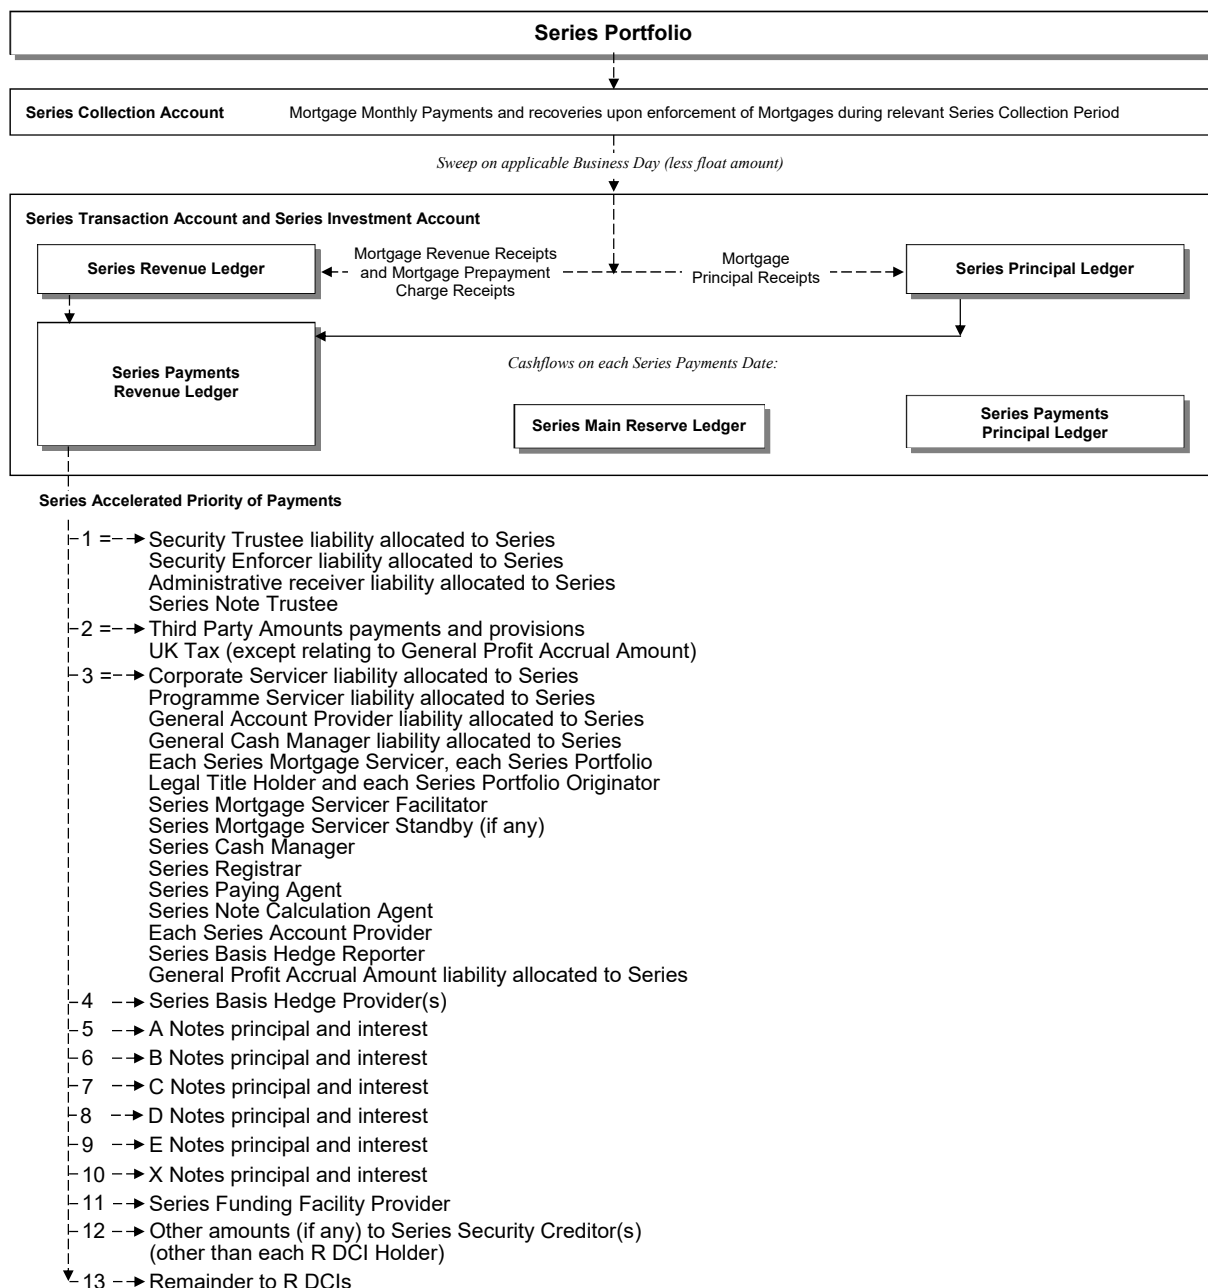 Series Portfolio
Series Collection Account Mortgage Monthly Payments and recoveries upon enforcement of Mortgages during relevant Series Collection Period
Sweep on applicable Business Day (less float amount)
Series Transaction Account and Series Investment Account
Series Revenue Ledger
Mortgage Revenue Receipts
and Mortgage Prepayment
Charge Receipts
Mortgage
Principal Receipts
Series Principal Ledger
Series Payments
Revenue Ledger
Cashflows on each Series Payments Date:
Series Main Reserve Ledger
Series Payments
Principal Ledger
Series Accelerated Priority of Payments
1 = Security Trustee liability allocated to Series
Security Enforcer liability allocated to Series
Administrative receiver liability allocated to Series
Series Note Trustee
2 = Third Party Amounts payments and provisions
UK Tax (except relating to General Profit Accrual Amount)
3 = Corporate Servicer liability allocated to Series
Programme Servicer liability allocated to Series
General Account Provider liability allocated to Series
General Cash Manager liability allocated to Series
Each Series Mortgage Servicer, each Series Portfolio
Legal Title Holder and each Series Portfolio Originator
Series Mortgage Servicer Facilitator
Series Mortgage Servicer Standby (if any)
Series Cash Manager
Series Registrar
Series Paying Agent
Series Note Calculation Agent
Each Series Account Provider
Series Basis Hedge Reporter
General Profit Accrual Amount liability allocated to Series
4 Series Basis Hedge Provider(s)
5 A Notes principal and interest
6 B Notes principal and interest
7 C Notes principal and interest
8 D Notes principal and interest
9 E Notes principal and interest
10 X Notes principal and interest
11 Series Funding Facility Provider
12 Other amounts (if any) to Series Security Creditor(s)
(other than each R DCI Holder)
13 Remainder to R DCIs